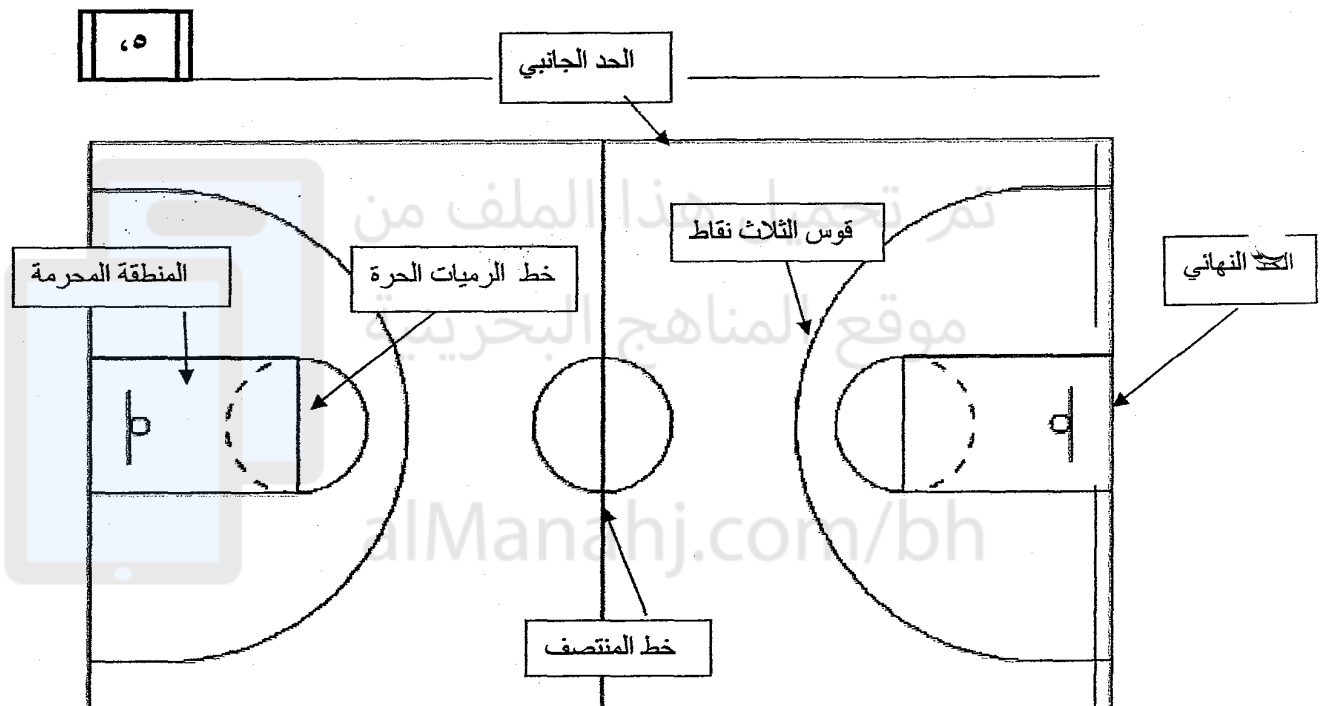 ٥،
الحد الجانبي
تم تحميل هذا الملف من
قوس الثلاث نقاط
الحد النهائي
خط الرميات الحرة
المنطقة المحرمة
موقع المناهج البحرينية
alManahj.com/bh
خط المنتصف